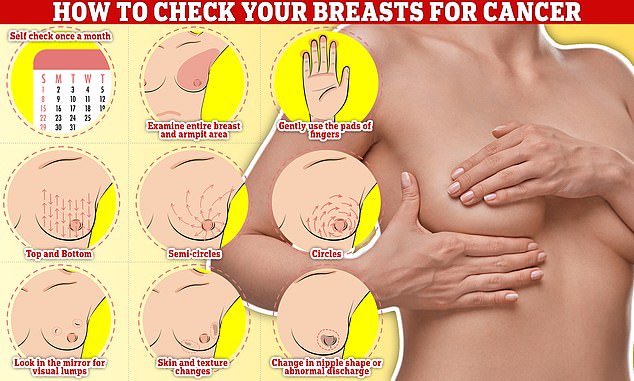 HOW TO CHECK YOUR BREASTS FOR CANCER
Self check once a month
S M T W T
1 2 3 4 5
8 9 10 11 12
15 16 17 18 19
22 23 24 25
29 30 31
Examine entire breast
and armpit area
Gently use the pads of
fingers
Top and Bottom
Semi-circles
Circles
Look in the mirror for
visual lumps
Skin and texture
changes
Change in nipple shape or
abnormal discharge